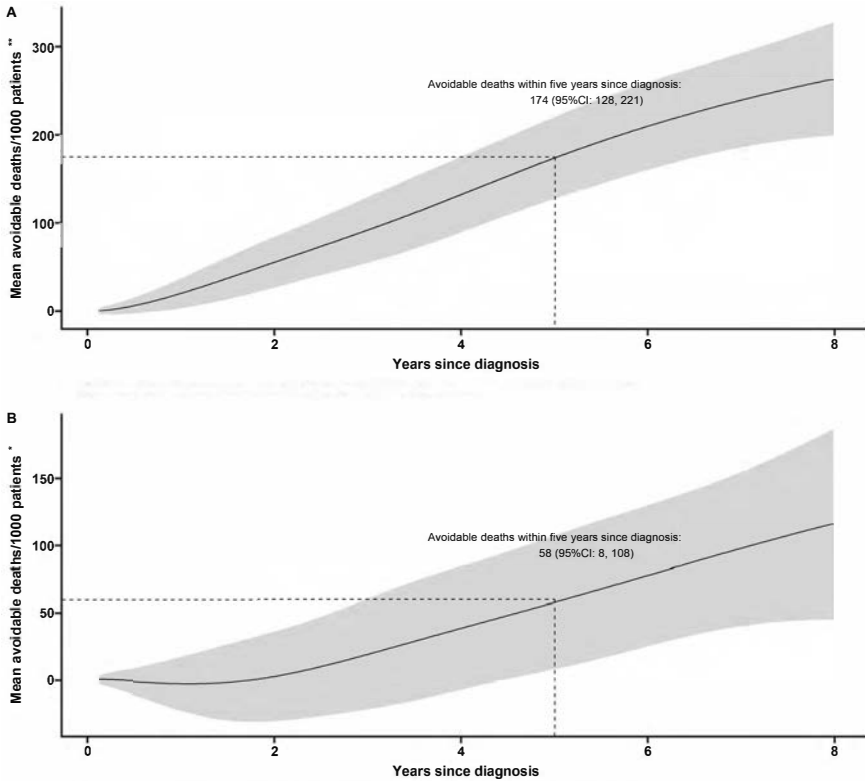 A
Mean avoidable deaths/1000 patients **
300
200
100
0
Avoidable deaths within five years since diagnosis:
174 (95%CI: 128, 221)
0 2 4 6 8
Years since diagnosis
B
Mean avoidable deaths/1000 patients *
150
100
50
0
Avoidable deaths within five years since diagnosis:
58 (95%CI: 8, 108)
0 2 4 6 8
Years since diagnosis